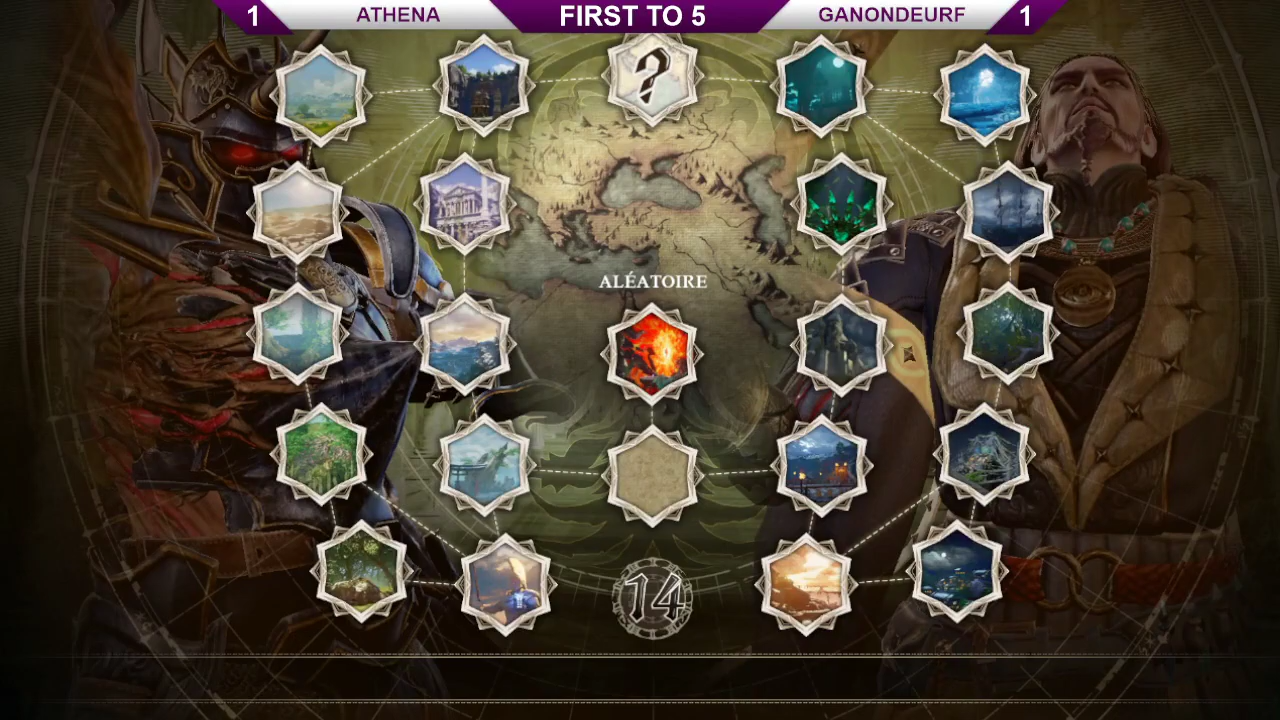 1 ATHENA FIRST TO 5 GANONDEURF 1
?
ALÉATOIRE
14